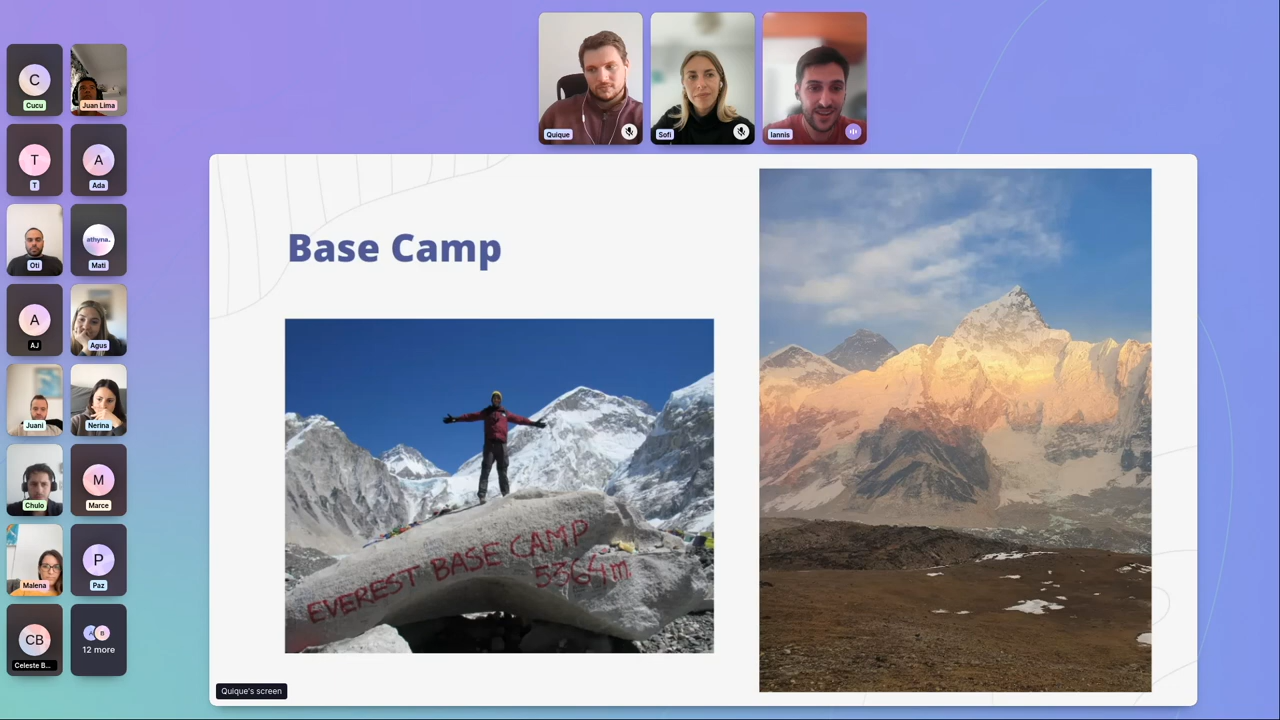 C
Cucu
Juan Lima
T
T
A
Ada
Oti
athyna.
Mati
A
AJ
Agus
Juani
Nerina
Chulo
M
Marce
Malena
P
Paz
CB
Celeste B...
A B
12 more
Quique
Sofi
Iannis
Base Camp
EVEREST BASE CAMP
5364m.
Quique's screen